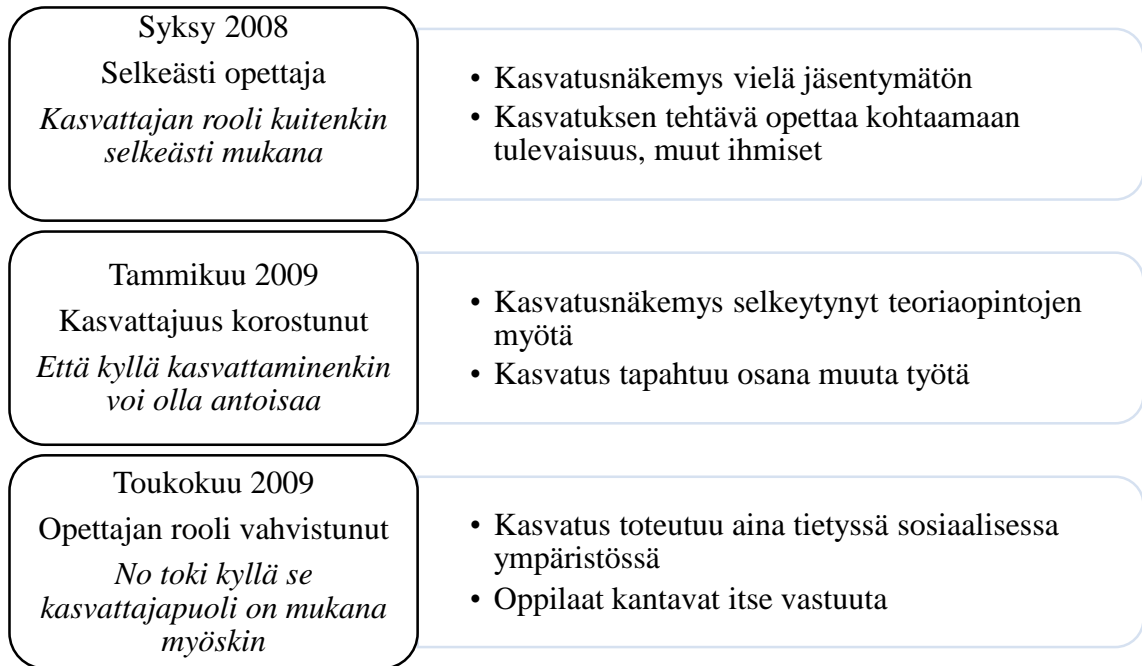 Syksy 2008
Selkeästi opettaja
Kasvattajan rooli kuitenkin
selkeästi mukana
• Kasvatusnäkemys vielä jäsentymätön
• Kasvatuksen tehtävä opettaa kohtaamaan
tulevaisuus, muut ihmiset
Tammikuu 2009
Kasvattajuus korostunut
Että kyllä kasvattaminenkin
voi olla antoisaa
• Kasvatusnäkemys selkeytynyt teoriaopintojen
myötä
• Kasvatus tapahtuu osana muuta työtä
Toukokuu 2009
Opettajan rooli vahvistunut
No toki kyllä se
kasvattajapuoli on mukana
myöskin
• Kasvatus toteutuu aina tietyssä sosiaalisessa
ympäristössä
• Oppilaat kantavat itse vastuuta